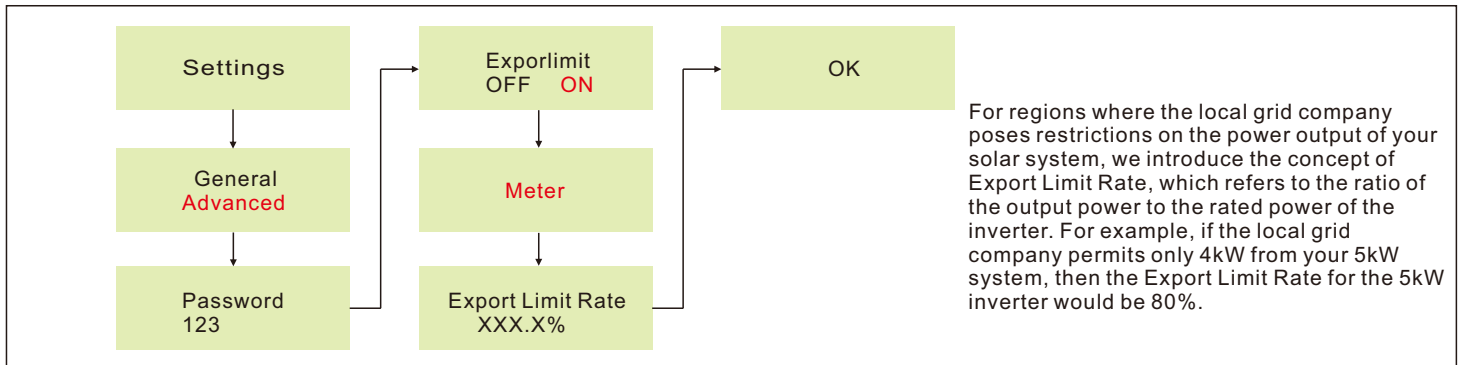 Settings
General
Advanced
Password
123
Exporlimit
OFF ON
Meter
Export Limit Rate
XXX.X%
OK
For regions where the local grid company
poses restrictions on the power output of your
solar system, we introduce the concept of
Export Limit Rate, which refers to the ratio of
the output power to the rated power of the
inverter. For example, if the local grid
company permits only 4kW from your 5kW
system, then the Export Limit Rate for the 5kW
inverter would be 80%.